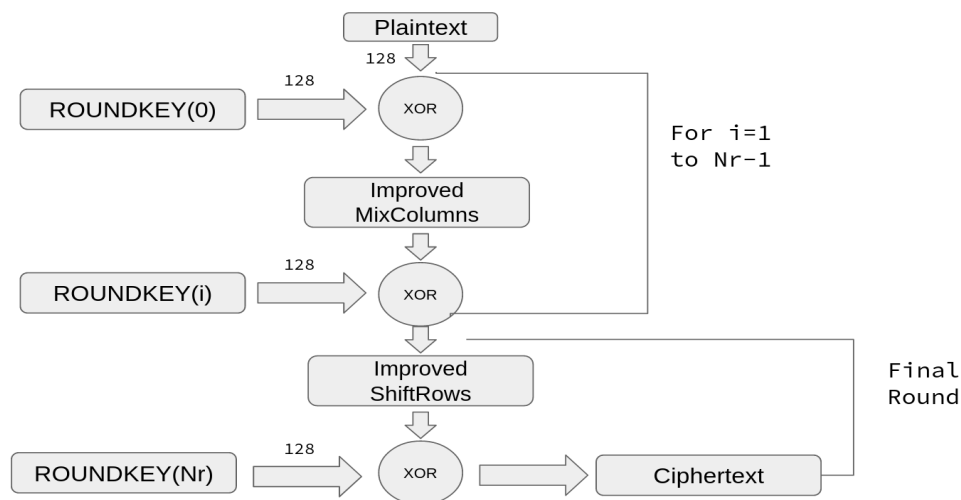 Plaintext
128
128
ROUNDKEY(0)
XOR
For i=1
to Nr-1
Improved
MixColumns
128
ROUNDKEY(i)
XOR
Improved
ShiftRows
Final
Round
128
ROUNDKEY(Nr)
XOR
Ciphertext